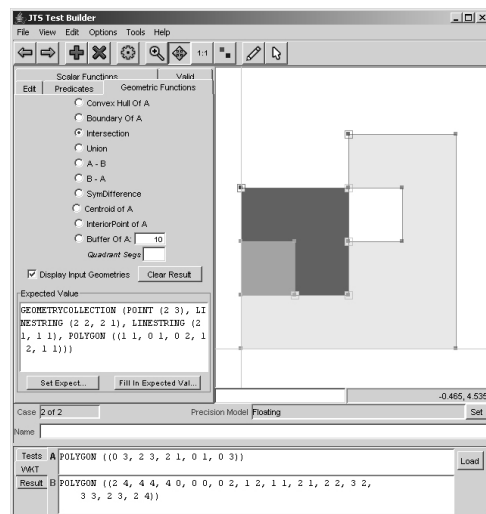 JTS Test Builder
File View Edit Options Tools Help
1:1
Scalar Functions Valid
Edit Predicates Geometric Functions
Convex Hull Of A
Boundary Of A
Intersection
Union
A - B
B - A
SymDifference
Centroid of A
InteriorPoint of A
Buffer Of A: 10
Quadrant Segs
Display Input Geometries Clear Result
Expected Value
GEOMETRYCOLLECTION (POINT (2 3), LI
NESTRING (2 2, 2 1), LINESTRING (2
1, 1 1), POLYGON ((1 1, 0 1, 0 2, 1
2, 1 1)))
Set Expect... Fill In Expected Val...
-0.465, 4.535
Case 2 of 2 Precision Model Floating Set
Name
Tests A POLYGON ((0 3, 2 3, 2 1, 0 1, 0 3)) Load
WKT
Result B POLYGON ((2 4, 4 4, 4 0, 0 0, 0 2, 1 2, 1 1, 2 1, 2 2, 3 2,
3 3, 2 3, 2 4))